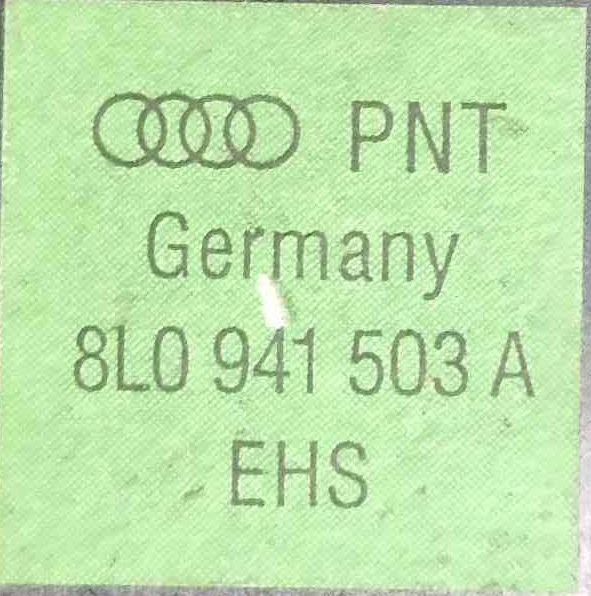 PNT
Germany
8L0 941 503 A
EHS